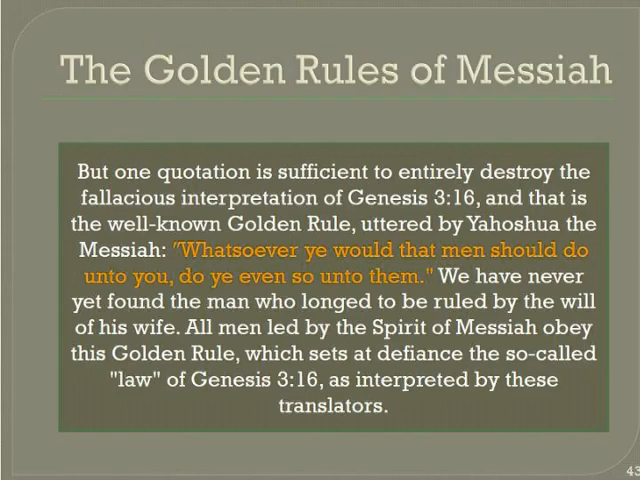 The Golden Rules of Messiah
But one quotation is sufficient to entirely destroy the
fallacious interpretation of Genesis 3:16, and that is
the well-known Golden Rule, uttered by Yahoshua the
Messiah: "Whatsoever ye would that men should do
unto you, do ye even so unto them." We have never
yet found the man who longed to be ruled by the will
of his wife. All men led by the Spirit of Messiah obey
this Golden Rule, which sets at defiance the so-called
"law" of Genesis 3:16, as interpreted by these
translators.
43